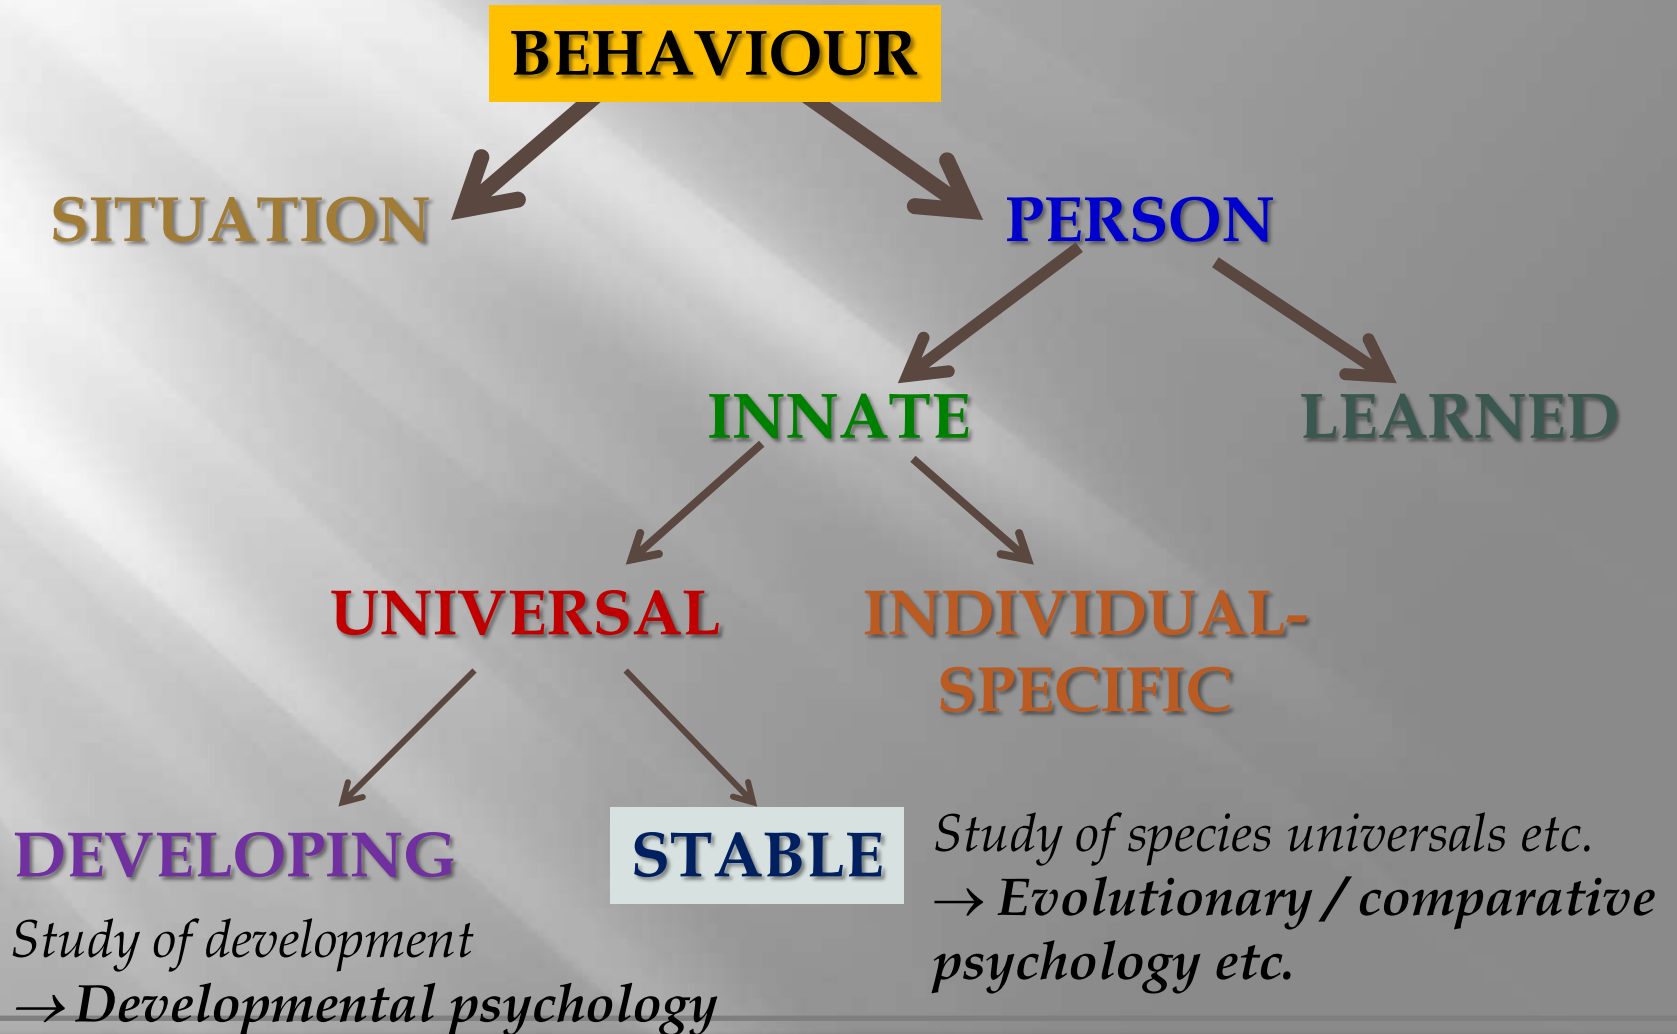 BEHAVIOUR
SITUATION
PERSON
INNATE
LEARNED
UNIVERSAL
INDIVIDUAL-
SPECIFIC
DEVELOPING
Study of development
→ Developmental psychology
STABLE
Study of species universals etc.
→ Evolutionary / comparative
psychology etc.